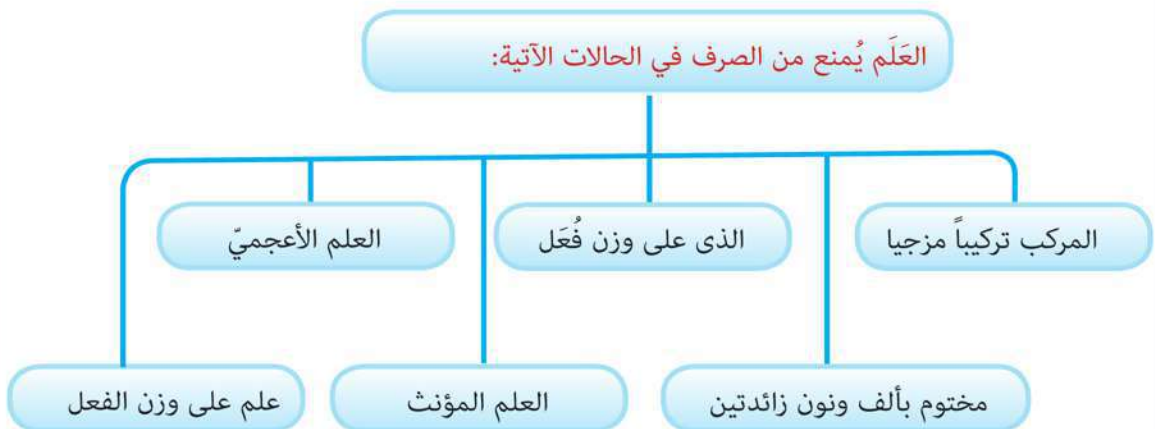 العَلَم يُمنع من الصرف في الحالات الآتية:
المركب تركيباً مزجيا
الذى على وزن فُعَل
العلم الأعجميّ
مختوم بألف ونون زائدتين
العلم المؤنث
علم على وزن الفعل